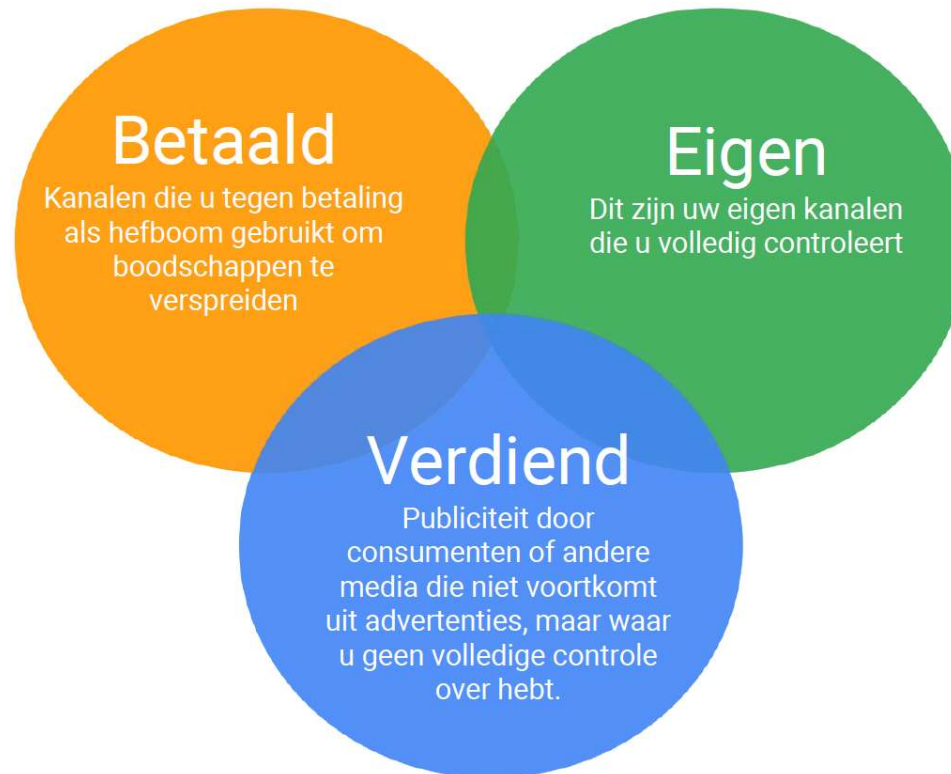 Betaald
Kanalen die u tegen betaling
als hefboom gebruikt om
boodschappen te
verspreiden
Eigen
Dit zijn uw eigen kanalen
die u volledig controleert
Verdiend
Publiciteit door
consumenten of andere
media die niet voortkomt
uit advertenties, maar waar
u geen volledige controle
over hebt.